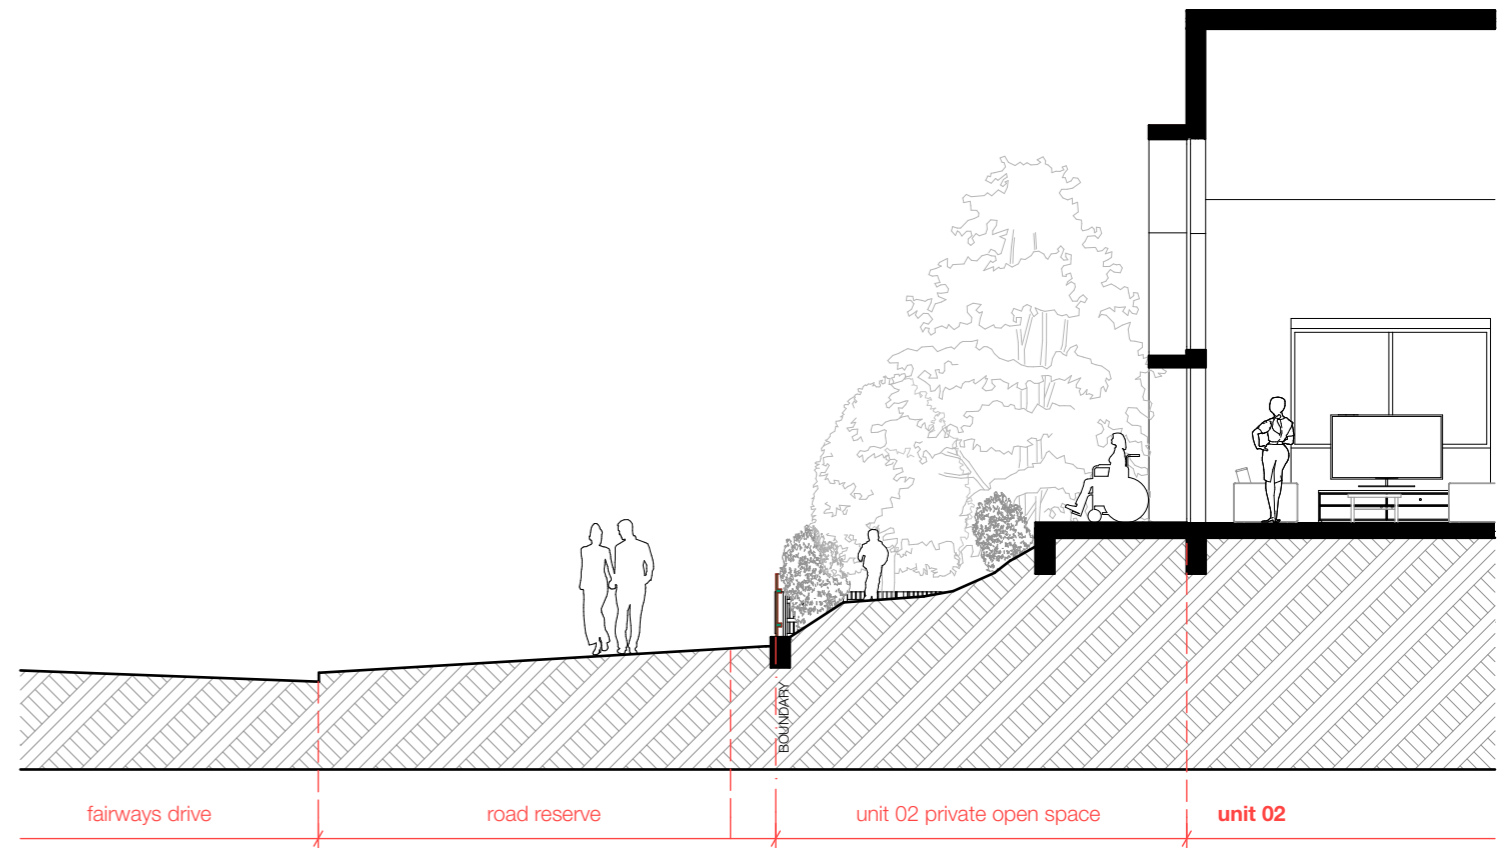 BOUNDARY
fairways drive
road reserve
unit 02 private open space
unit 02